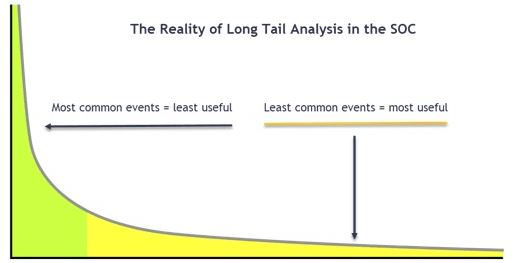 The Reality of Long Tail Analysis in the SOC
Most common events = least useful
Least common events = most useful